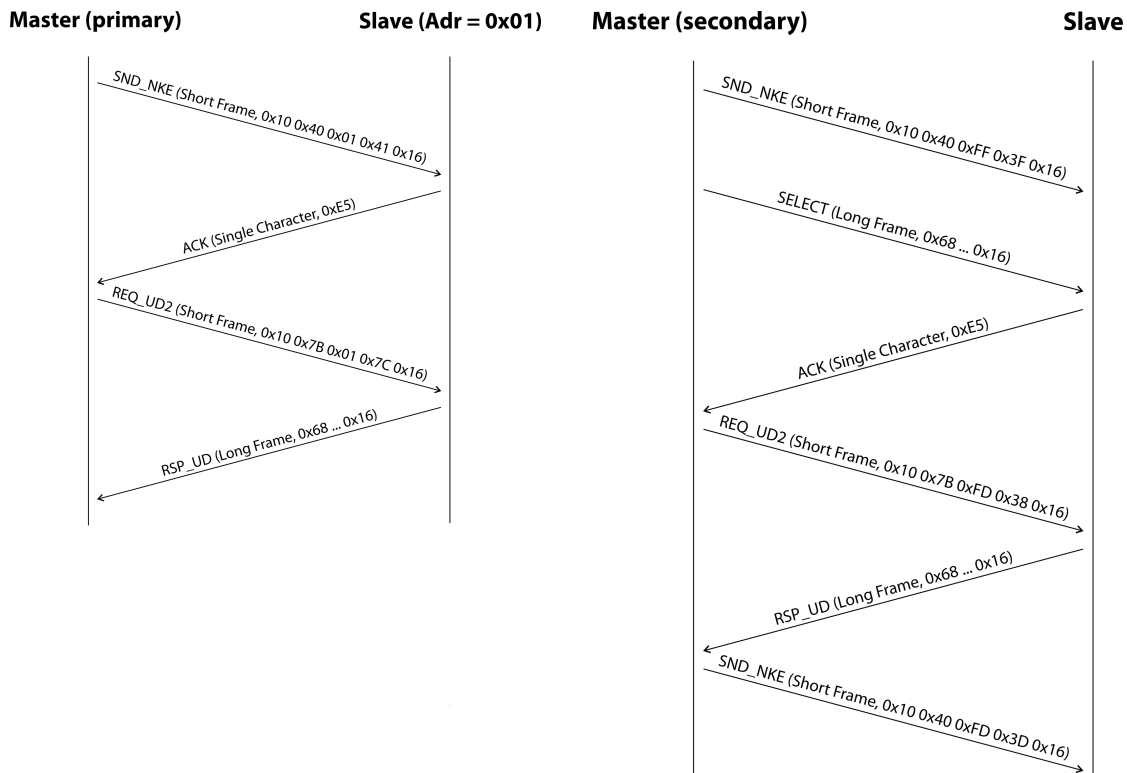 Master (primary)
Slave (Adr = 0x01)
SND_NKE (Short Frame, 0x10 0x40 0x01 0x41 0x16)
ACK (Single Character, 0xE5)
REQ_UD2 (Short Frame, 0x10 0x7B 0x01 0x7C 0x16)
RSP_UD (Long Frame, 0x68 ... 0x16)
Master (secondary)
Slave
SND_NKE (Short Frame, 0x10 0x40 0xFF 0x3F 0x16)
SELECT (Long Frame, 0x68 ... 0x16)
ACK (Single Character, 0xE5)
REQ_UD2 (Short Frame, 0x10 0x7B 0xFD 0x38 0x16)
RSP_UD (Long Frame, 0x68 ... 0x16)
SND_NKE (Short Frame, 0x10 0x40 0xFD 0x3D 0x16)